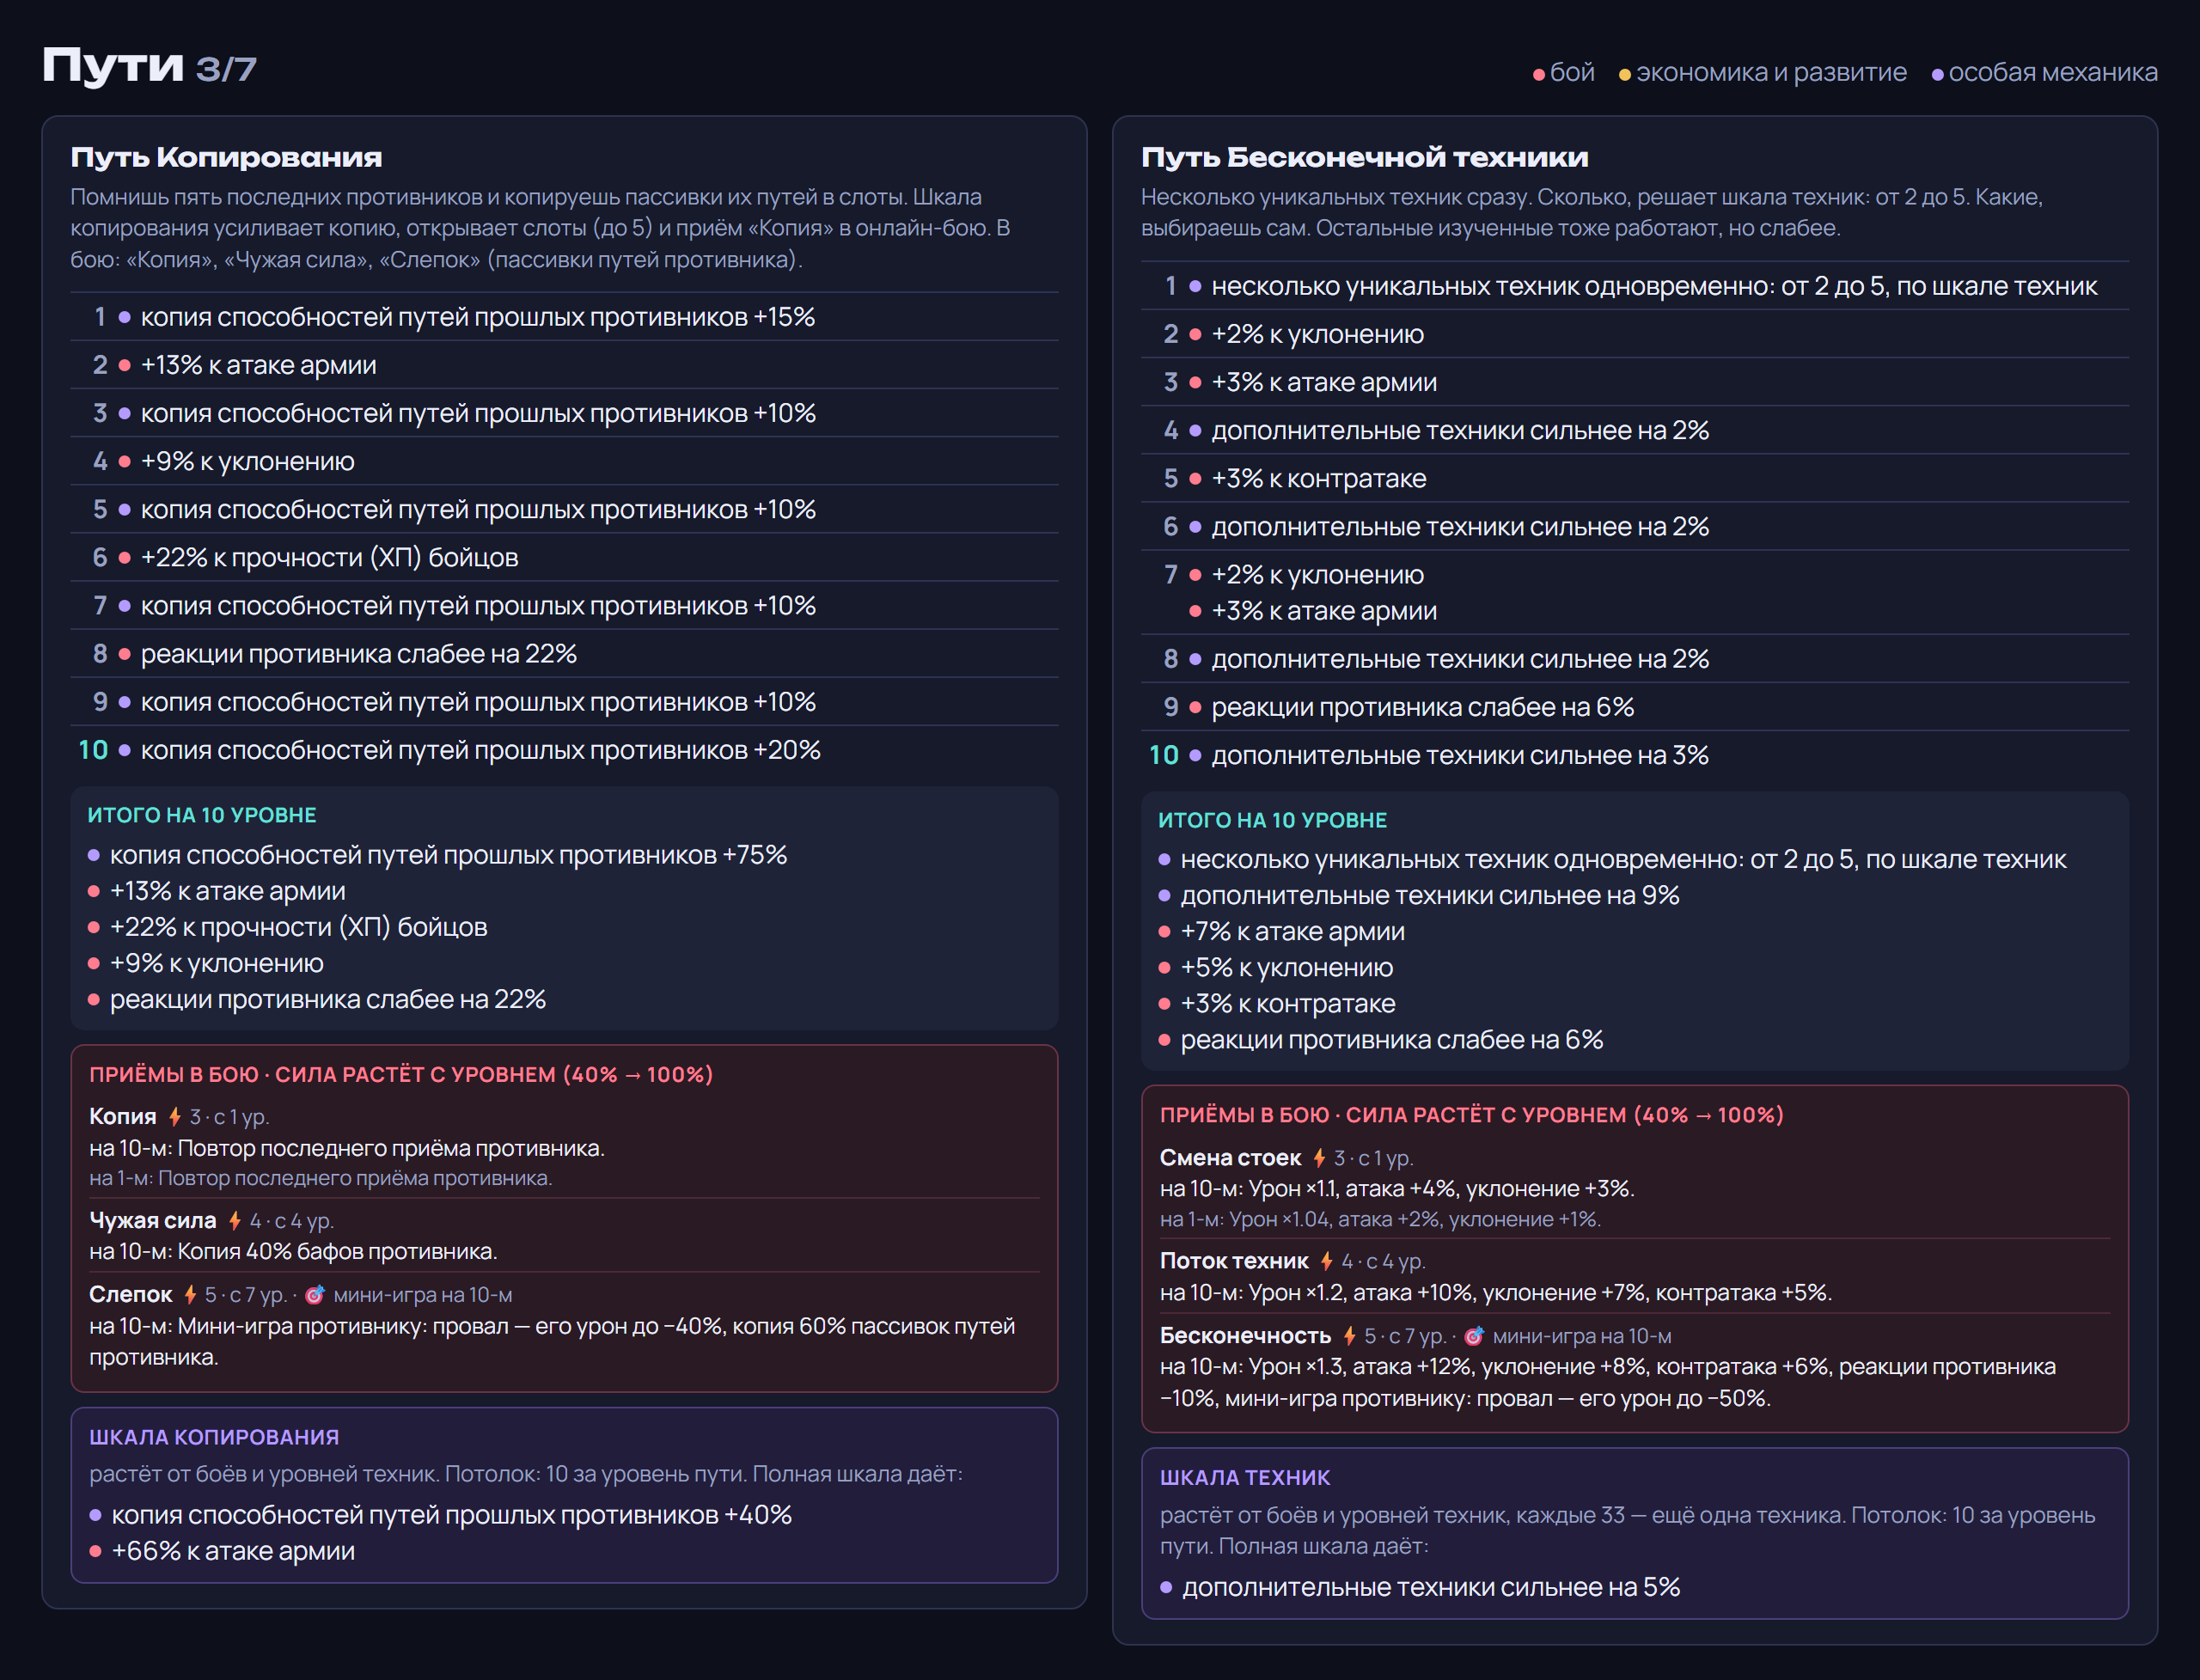 Пути 3/7
бой экономика и развитие особая механика
Путь Копирования
Помнишь пять последних противников и копируешь пассивки их путей в слоты. Шкала
копирования усиливает копию, открывает слоты (до 5) и приём «Копия» в онлайн-бою. В
бою: «Копия», «Чужая сила», «Слепок» (пассивки путей противника).
1 копия способностей путей прошлых противников +15%
2 +13% к атаке армии
3 копия способностей путей прошлых противников +10%
4 +9% к уклонению
5 копия способностей путей прошлых противников +10%
6 +22% к прочности (ХП) бойцов
7 копия способностей путей прошлых противников +10%
8 реакции противника слабее на 22%
9 копия способностей путей прошлых противников +10%
10 копия способностей путей прошлых противников +20%
ИТОГО НА 10 УРОВНЕ
копия способностей путей прошлых противников +75%
+13% к атаке армии
+22% к прочности (ХП) бойцов
+9% к уклонению
реакции противника слабее на 22%
ПРИЁМЫ В БОЮ · СИЛА РАСТЁТ С УРОВНЕМ (40% → 100%)
Копия ⚡ 3 · с 1 ур.
на 10-м: Повтор последнего приёма противника.
на 1-м: Повтор последнего приёма противника.
Чужая сила ⚡ 4 · с 4 ур.
на 10-м: Копия 40% бафов противника.
Слепок ⚡ 5 · с 7 ур. · 🎯 мини-игра на 10-м
на 10-м: Мини-игра противнику: провал — его урон до −40%, копия 60% пассивок путей
противника.
ШКАЛА КОПИРОВАНИЯ
растёт от боёв и уровней техник. Потолок: 10 за уровень пути. Полная шкала даёт:
копия способностей путей прошлых противников +40%
+66% к атаке армии
Путь Бесконечной техники
Несколько уникальных техник сразу. Сколько, решает шкала техник: от 2 до 5. Какие,
выбираешь сам. Остальные изученные тоже работают, но слабее.
1 несколько уникальных техник одновременно: от 2 до 5, по шкале техник
2 +2% к уклонению
3 +3% к атаке армии
4 дополнительные техники сильнее на 2%
5 +3% к контратаке
6 дополнительные техники сильнее на 2%
7 +2% к уклонению
+3% к атаке армии
8 дополнительные техники сильнее на 2%
9 реакции противника слабее на 6%
10 дополнительные техники сильнее на 3%
ИТОГО НА 10 УРОВНЕ
несколько уникальных техник одновременно: от 2 до 5, по шкале техник
дополнительные техники сильнее на 9%
+7% к атаке армии
+5% к уклонению
+3% к контратаке
реакции противника слабее на 6%
ПРИЁМЫ В БОЮ · СИЛА РАСТЁТ С УРОВНЕМ (40% → 100%)
Смена стоек ⚡ 3 · с 1 ур.
на 10-м: Урон ×1.1, атака +4%, уклонение +3%.
на 1-м: Урон ×1.04, атака +2%, уклонение +1%.
Поток техник ⚡ 4 · с 4 ур.
на 10-м: Урон ×1.2, атака +10%, уклонение +7%, контратака +5%.
Бесконечность ⚡ 5 · с 7 ур. · 🎯 мини-игра на 10-м
на 10-м: Урон ×1.3, атака +12%, уклонение +8%, контратака +6%, реакции противника
−10%, мини-игра противнику: провал — его урон до −50%.
ШКАЛА ТЕХНИК
растёт от боёв и уровней техник, каждые 33 — ещё одна техника. Потолок: 10 за уровень
пути. Полная шкала даёт:
дополнительные техники сильнее на 5%